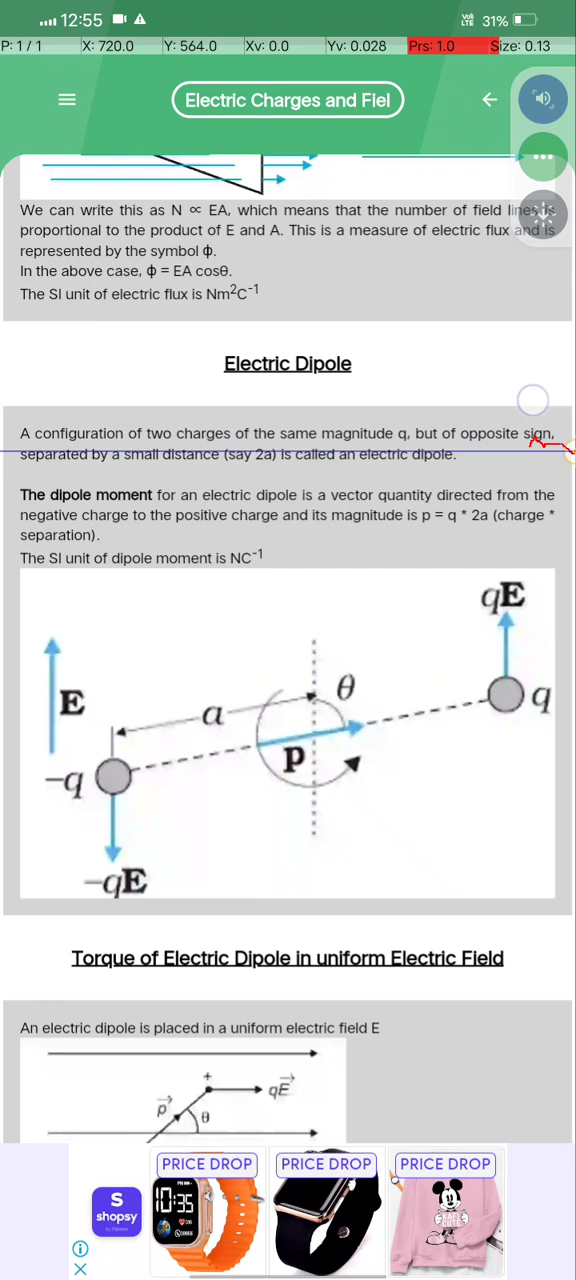 12:55
Vo) LTE 31%
P: 1 / 1 X: 720.0 Y: 564.0 Xv: 0.0 Yv: 0.028 Prs: 1.0 Size: 0.13
Electric Charges and Fiel
We can write this as N ∝ EA, which means that the number of field lines is
proportional to the product of E and A. This is a measure of electric flux and is
represented by the symbol ɸ.
In the above case, ɸ = EA cosθ.
The SI unit of electric flux is Nm²C⁻¹
Electric Dipole
A configuration of two charges of the same magnitude q, but of opposite sign,
separated by a small distance (say 2a) is called an electric dipole.
The dipole moment for an electric dipole is a vector quantity directed from the
negative charge to the positive charge and its magnitude is p = q * 2a (charge *
separation).
The SI unit of dipole moment is NC⁻¹
qE
E
a
θ
q
p
-q
-qE
Torque of Electric Dipole in uniform Electric Field
An electric dipole is placed in a uniform electric field E
+
qE
p
θ
PRICE DROP PRICE DROP PRICE DROP
S
shopsy
10:35